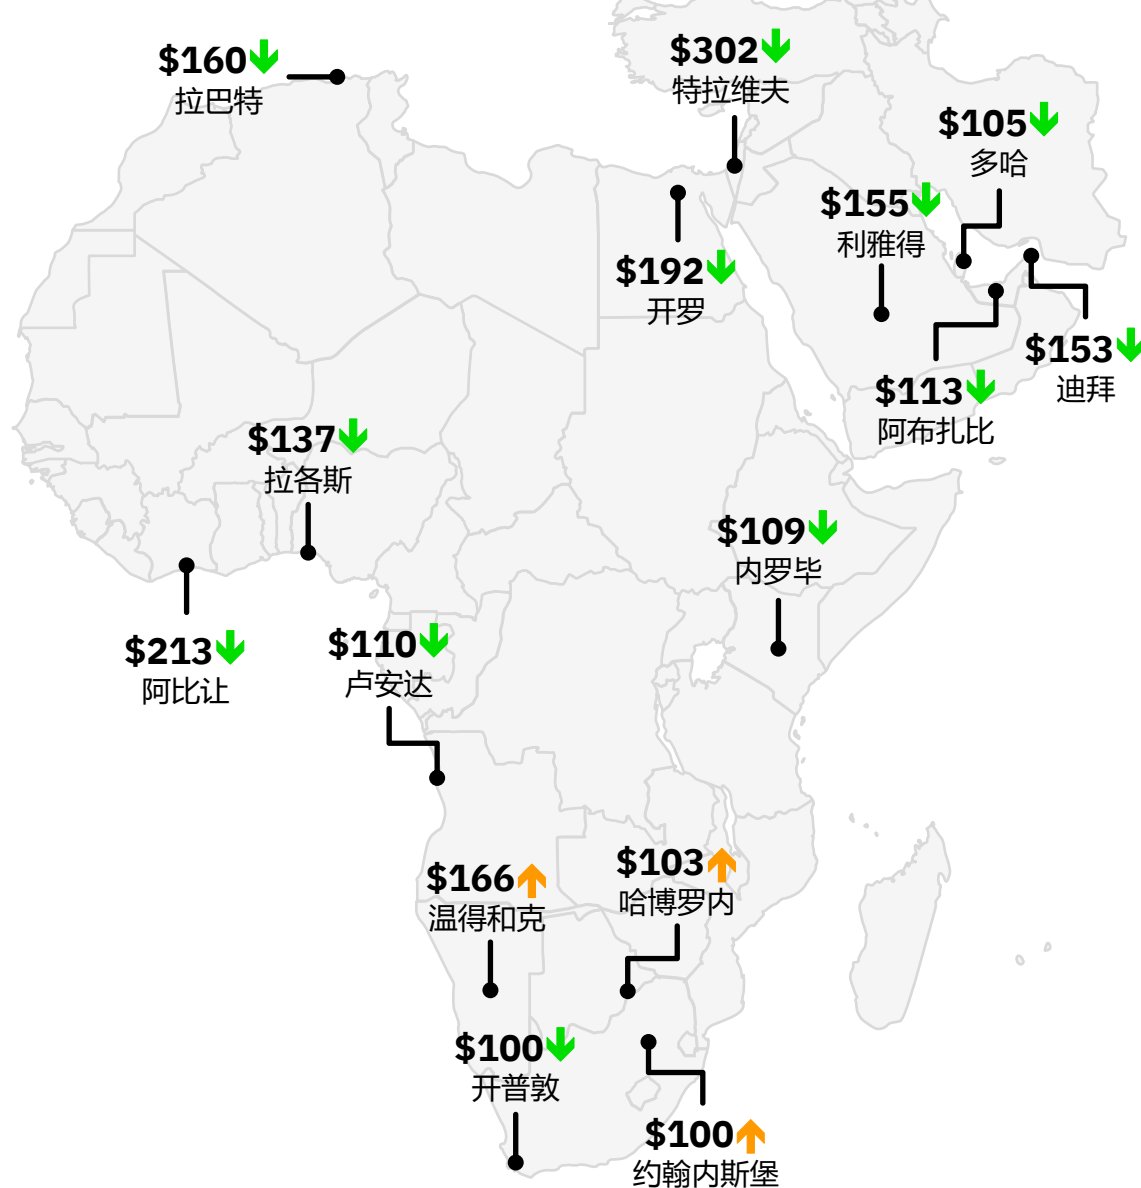 $160
拉巴特
$302
特拉维夫
$105
多哈
$155
利雅得
$192
开罗
$153
迪拜
$113
阿布扎比
$137
拉各斯
$109
内罗毕
$213
阿比让
$110
卢安达
$166
温得和克
$103
哈博罗内
$100
开普敦
$100
约翰内斯堡